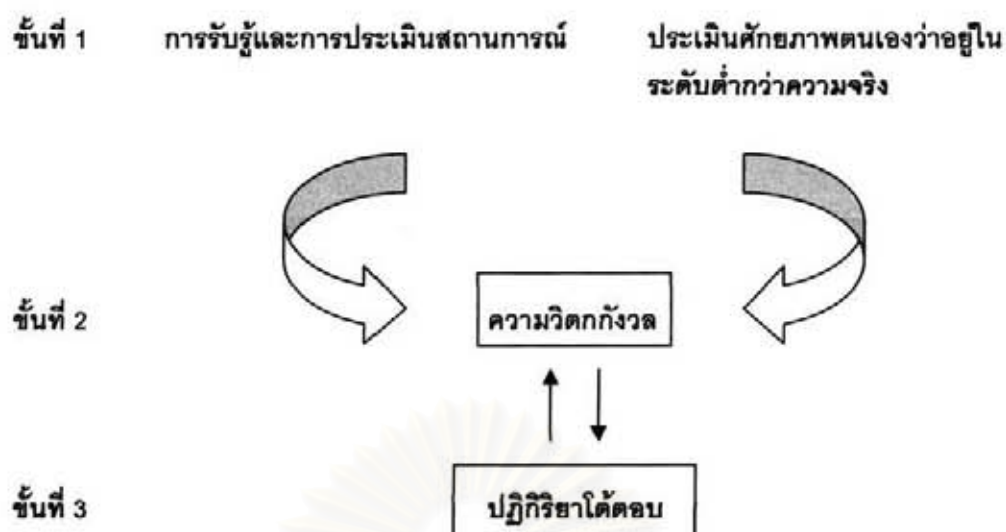 ขั้นที่ 1 การรับรู้และการประเมินสถานการณ์ ประเมินศักยภาพตนเองว่าอยู่ใน
ระดับต่ำกว่าความจริง
ขั้นที่ 2 ความวิตกกังวล
ขั้นที่ 3 ปฏิกิริยาโต้ตอบ